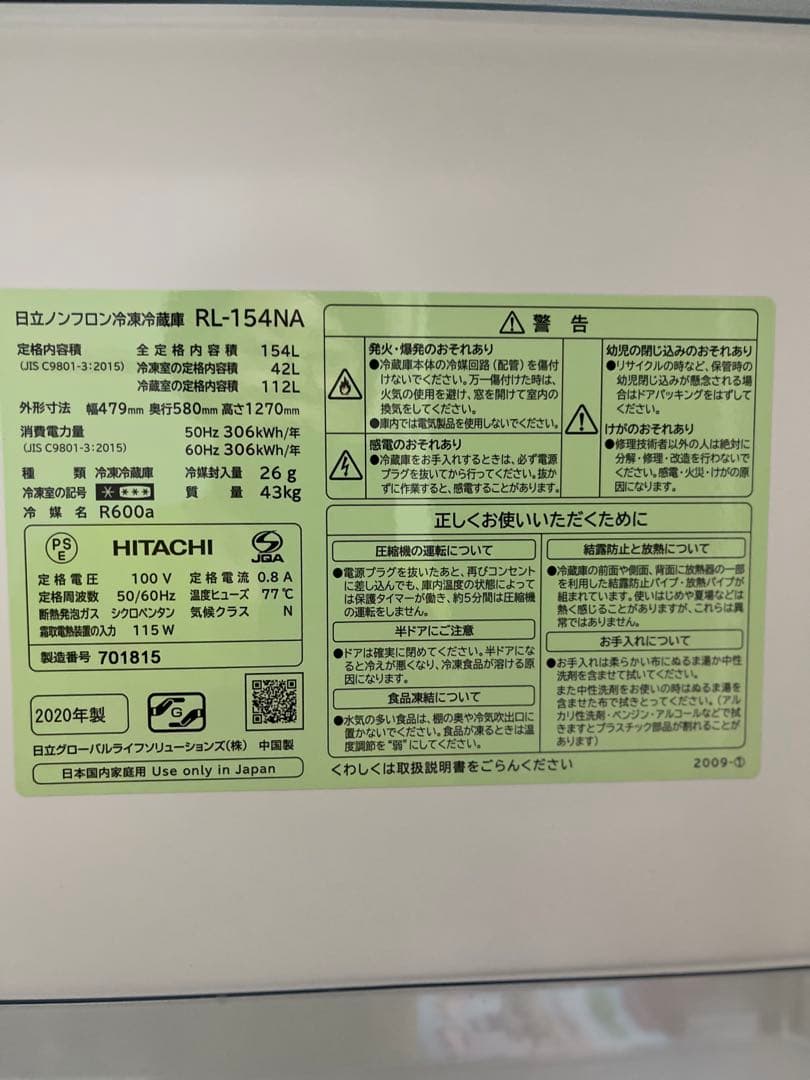 日立ノンフロン冷凍冷蔵庫 RL-154NA
定格内容積 全定格内容積 154L
(JIS C9801-3:2015) 冷凍室の定格内容積 42L
冷蔵室の定格内容積 112L
外形寸法 幅479mm 奥行580mm 高さ1270mm
消費電力量 50Hz 306kWh/年
(JIS C9801-3:2015) 60Hz 306kWh/年
種類 冷凍冷蔵庫 冷媒封入量 26g
冷凍室の記号 * *** 質量 43kg
冷媒名 R600a
PS E HITACHI JQA
定格電圧 100V 定格電流 0.8A
定格周波数 50/60Hz 温度ヒューズ 77℃
断熱発泡ガス シクロペンタン 気候クラス N
霜取電熱装置の入力 115W
製造番号 701815
2020年製 G
日立グローバルライフソリューションズ(株) 中国製
日本国内家庭用 Use only in Japan
⚠警告
発火・爆発のおそれあり
●冷蔵庫本体の冷媒回路(配管)を傷付
けないでください。万一傷付けた時は、
火気の使用を避け、窓を開けて室内の
換気をしてください。
●庫内では電気製品を使用しないでください。
感電のおそれあり
●冷蔵庫をお手入れするときは、必ず電源
プラグを抜いてから行ってください。抜か
ずに作業すると、感電することがあります。
幼児の閉じ込みのおそれあり
●リサイクルの時など、保管時の
幼児閉じ込みが懸念される場
合はドアパッキングをはずして
ください。
けがのおそれあり
●修理技術者以外の人は絶対に
分解・修理・改造を行わないで
ください。感電・火災・けがの原
因になります。
正しくお使いいただくために
圧縮機の運転について
●電源プラグを抜いたあと、再びコンセント
に差し込んでも、庫内温度の状態によって
は保護タイマーが働き、約5分間は圧縮機
の運転をしません。
半ドアにご注意
●ドアは確実に閉めてください。半ドアにな
ると冷えが悪くなり、冷凍食品が溶ける原
因になります。
食品凍結について
●水気の多い食品は、棚の奥や冷気吹出口に
置かないでください。食品が凍るときは温
度調節を"弱"にしてください。
結露防止と放熱について
●冷蔵庫の前面や側面、背面に放熱器の一部
を利用した結露防止パイプ・放熱パイプが
組まれています。使いはじめや夏場などは
熱く感じることがありますが、これらは異
常ではありません。
お手入れについて
●お手入れは柔らかい布にぬるま湯か中性
洗剤を含ませて拭いてください。
また中性洗剤をお使いの時はぬるま湯を
含ませた布で拭きとってください。(アル
カリ性洗剤・ベンジン・アルコールなどで拭
きますとプラスチック部品が割れることが
あります)
くわしくは取扱説明書をごらんください
2009-①